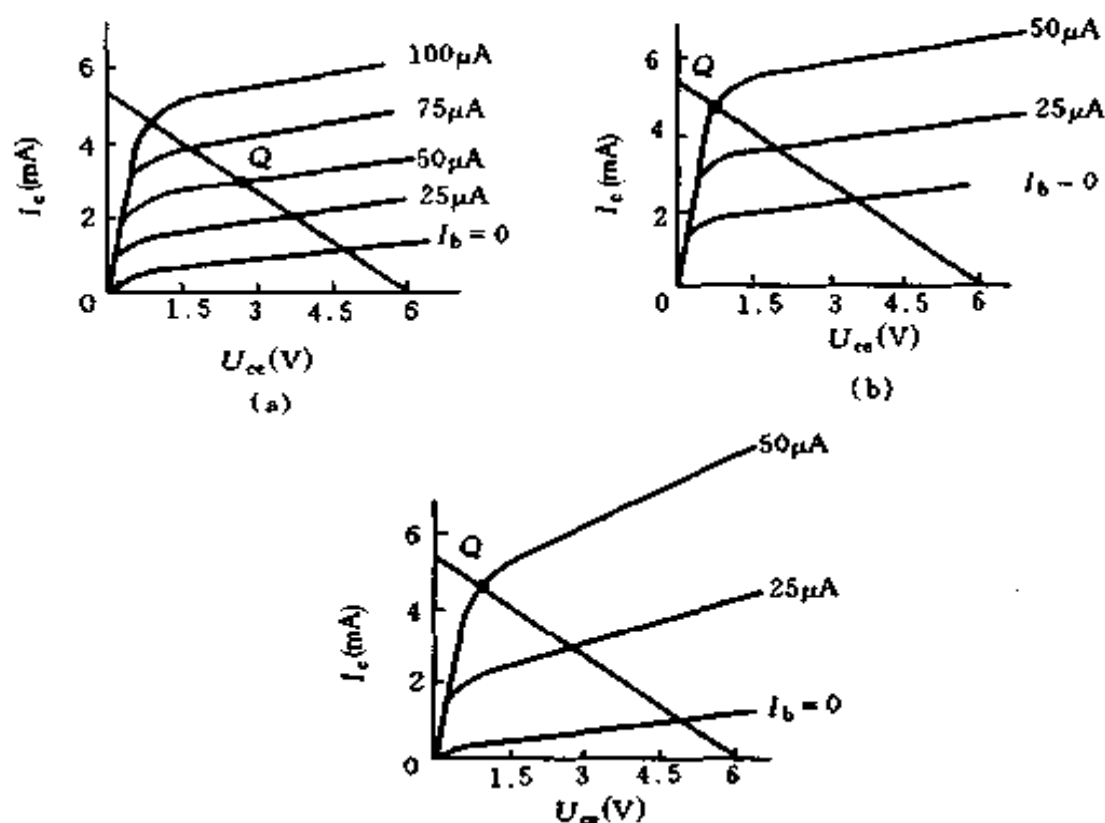 I_c(mA)
6
4
2
0
100μA
75μA
50μA
25μA
I_b = 0
Q
1.5 3 4.5 6
U_ce(V)
(a)
I_c(mA)
6
4
2
0
50μA
25μA
I_b - 0
Q
1.5 3 4.5 6
U_ce(V)
(b)
I_c(mA)
6
4
2
0
50μA
25μA
I_b = 0
Q
1.5 3 4.5 6
U_ce(V)